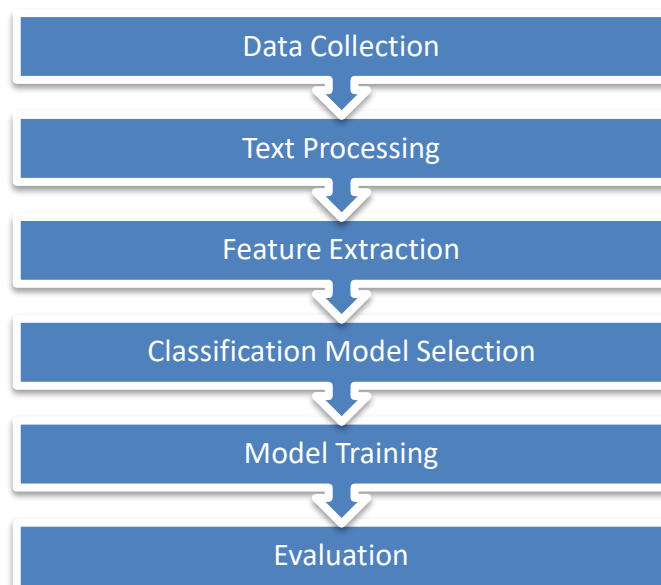 Data Collection
Text Processing
Feature Extraction
Classification Model Selection
Model Training
Evaluation